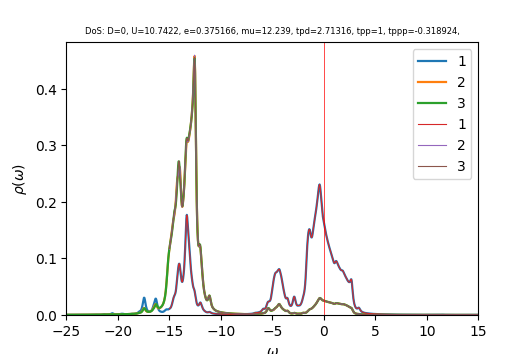 DoS: D=0, U=10.7422, e=0.375166, mu=12.239, tpd=2.71316, tpp=1, tppp=-0.318924,
ρ(ω)
0.4
0.3
0.2
0.1
0.0
1
2
3
1
2
3
−25 −20 −15 −10 −5 0 5 10 15
ω